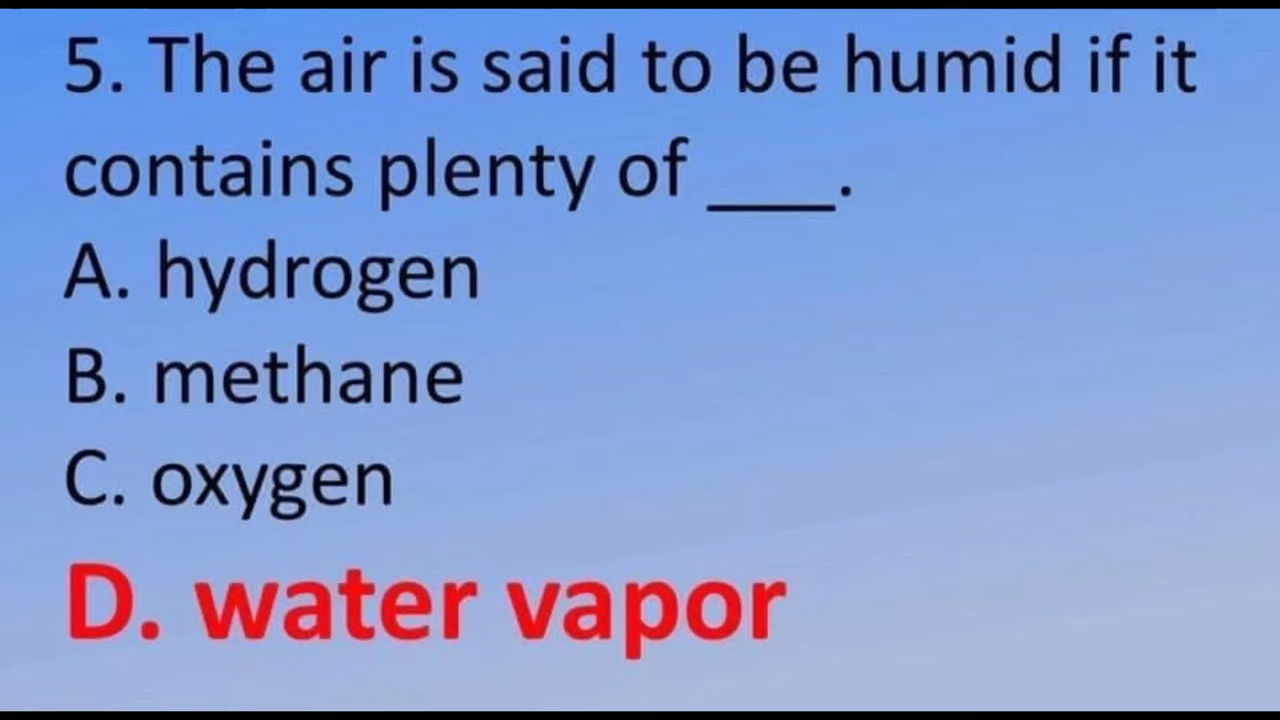 5. The air is said to be humid if it
contains plenty of ___.
A. hydrogen
B. methane
C. oxygen
D. water vapor